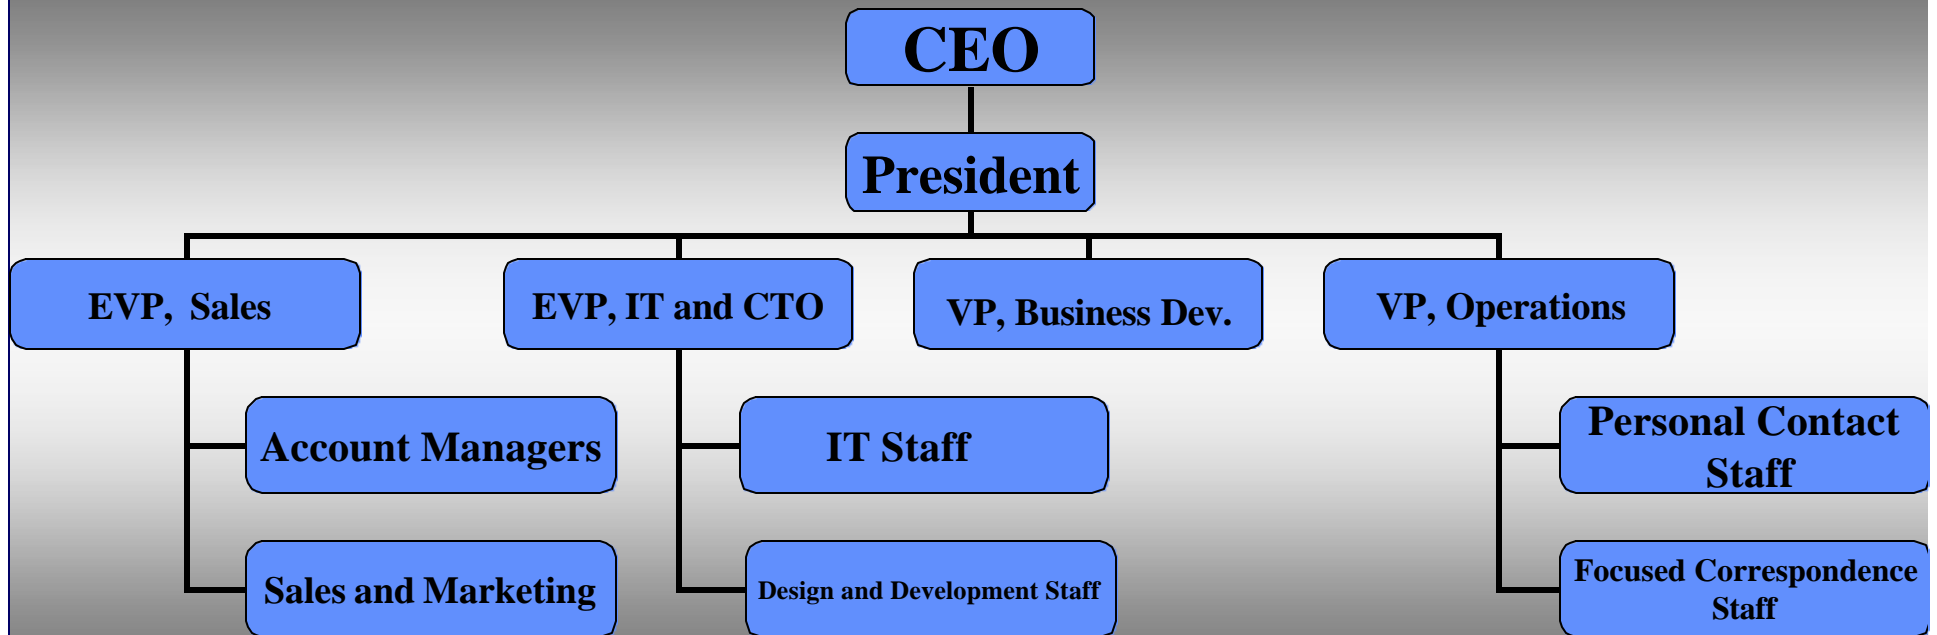 CEO
President
EVP, Sales
EVP, IT and CTO
VP, Business Dev.
VP, Operations
Account Managers
IT Staff
Personal Contact
Staff
Sales and Marketing
Design and Development Staff
Focused Correspondence
Staff